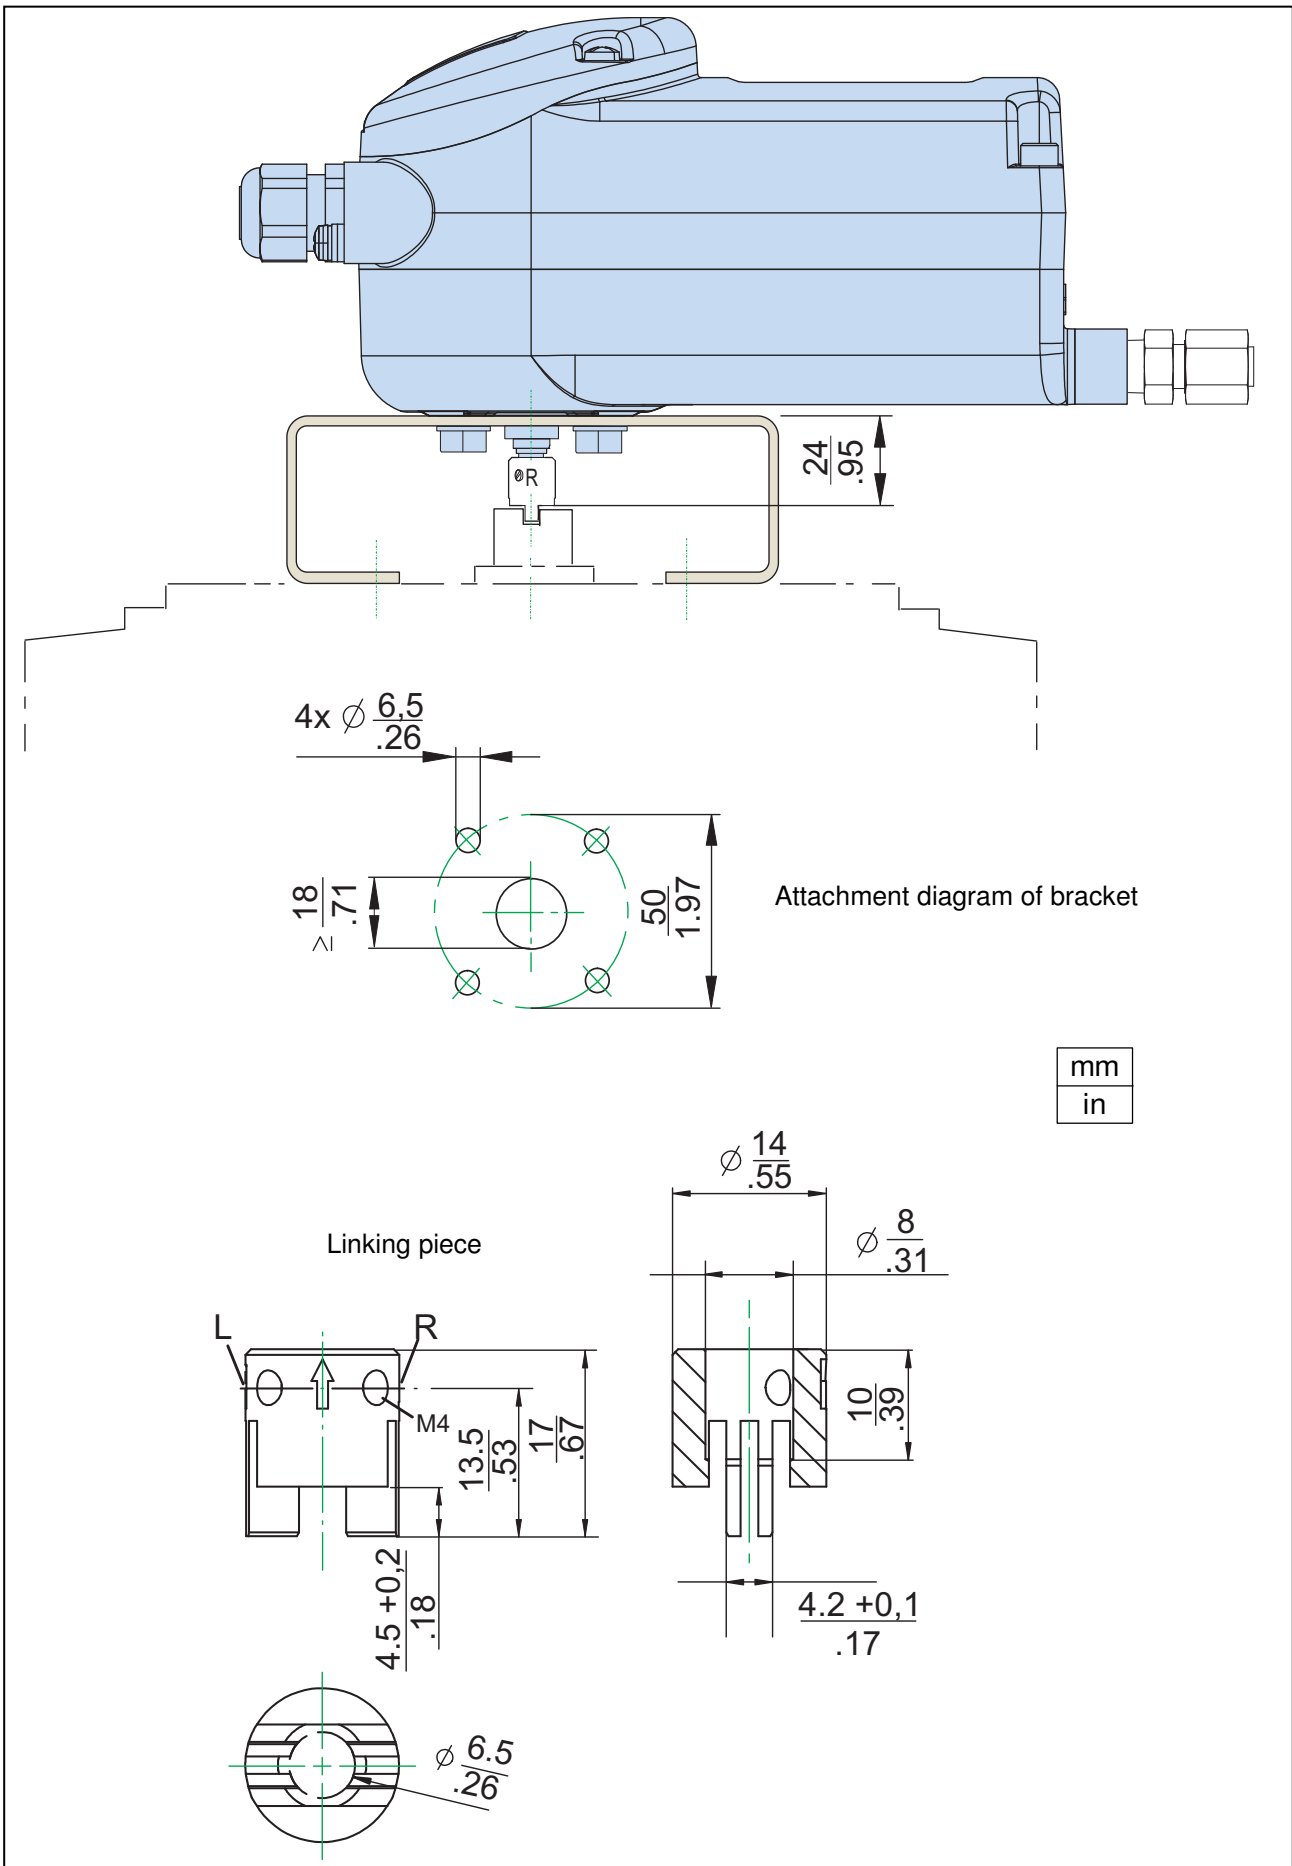 R
24
.95
4x ∅ 6,5
.26
≥ 18
.71
50
1.97
Attachment diagram of bracket
mm
in
∅ 14
.55
∅ 8
.31
Linking piece
L
R
M4
13.5
.53
17
.67
10
.39
4.5 +0,2
.18
4.2 +0,1
.17
∅ 6.5
.26